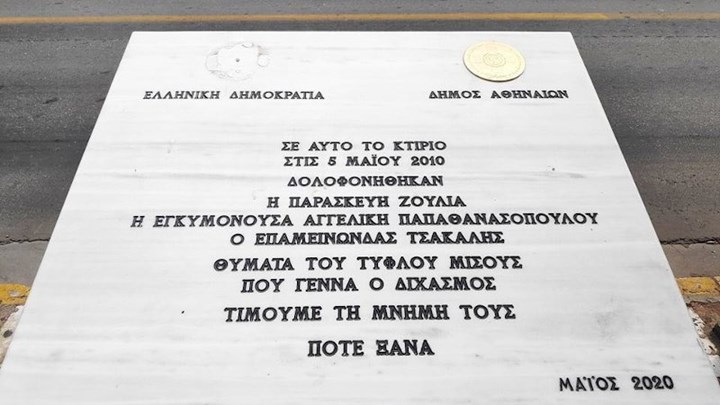 ΕΛΛΗΝΙΚΗ ΔΗΜΟΚΡΑΤΙΑ
ΔΗΜΟΣ ΑΘΗΝΑΙΩΝ
ΣΕ ΑΥΤΟ ΤΟ ΚΤΙΡΙΟ
ΣΤΙΣ 5 ΜΑΪΟΥ 2010
ΔΟΛΟΦΟΝΗΘΗΚΑΝ
Η ΠΑΡΑΣΚΕΥΗ ΖΟΥΛΙΑ
Η ΕΓΚΥΜΟΝΟΥΣΑ ΑΓΓΕΛΙΚΗ ΠΑΠΑΘΑΝΑΣΟΠΟΥΛΟΥ
Ο ΕΠΑΜΕΙΝΩΝΔΑΣ ΤΣΑΚΑΛΗΣ
ΘΥΜΑΤΑ ΤΟΥ ΤΥΦΛΟΥ ΜΙΣΟΥΣ
ΠΟΥ ΓΕΝΝΑ Ο ΔΙΧΑΣΜΟΣ
ΤΙΜΟΥΜΕ ΤΗ ΜΝΗΜΗ ΤΟΥΣ
ΠΟΤΕ ΞΑΝΑ
ΜΑΪΟΣ 2020